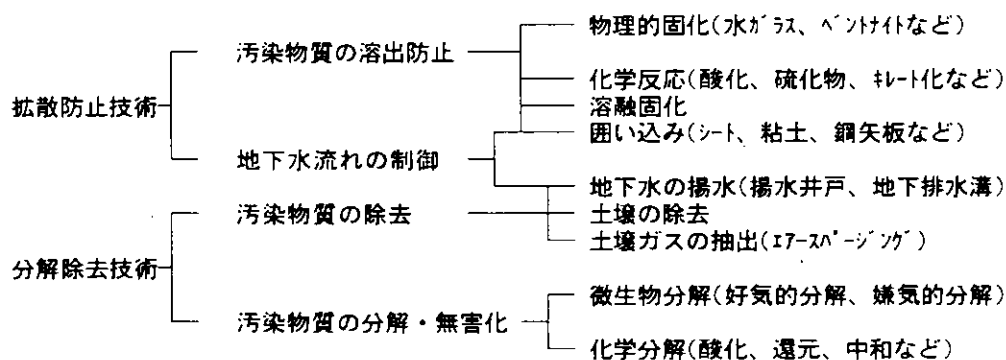 物理的固化(水ｶﾞﾗｽ、ﾍﾞﾝﾄﾅｲﾄなど)
汚染物質の溶出防止
化学反応(酸化、硫化物、ｷﾚｰﾄ化など)
拡散防止技術
溶融固化
囲い込み(ｼｰﾄ、粘土、鋼矢板など)
地下水流れの制御
地下水の揚水(揚水井戸、地下排水溝)
汚染物質の除去
土壌の除去
土壌ガスの抽出(ｴｱｰｽﾊﾟｰｼﾞﾝｸﾞ)
分解除去技術
微生物分解(好気的分解、嫌気的分解)
汚染物質の分解・無害化
化学分解(酸化、還元、中和など)